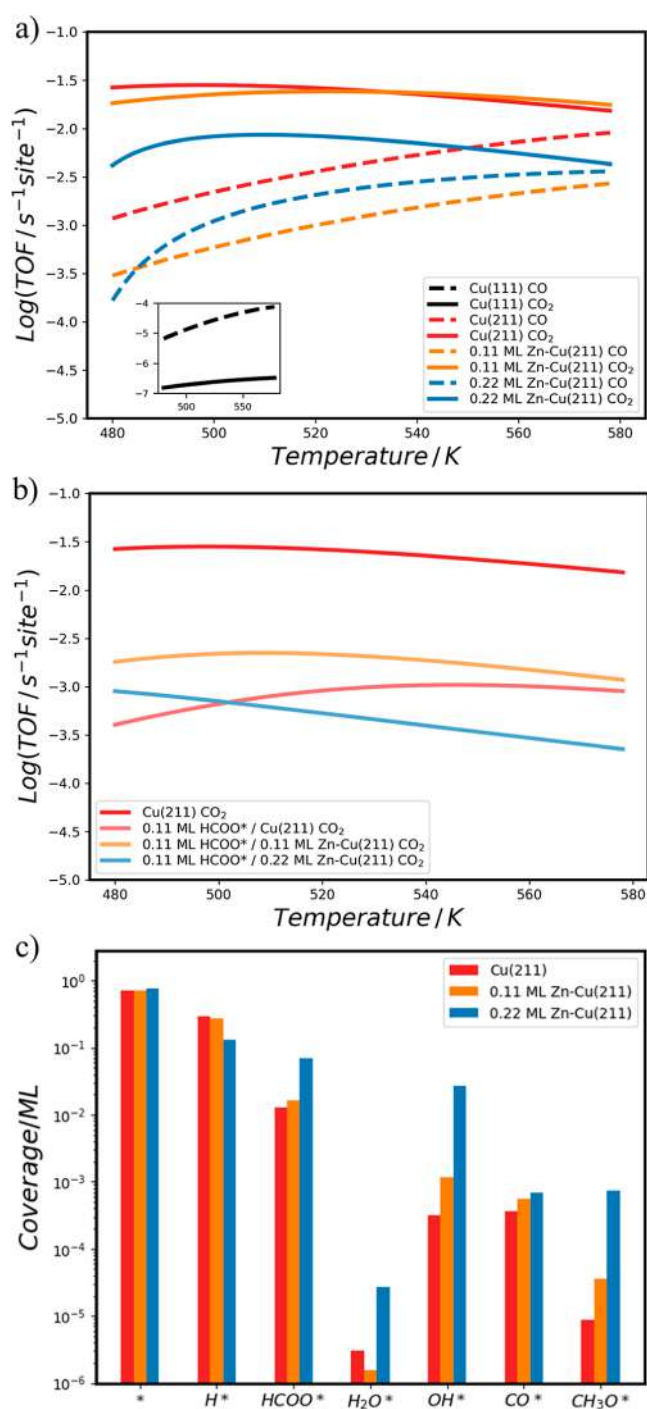 a)
−1.0
−1.5
−2.0
−2.5
−3.0
−3.5
−4.0
−4.5
−5.0
Log(TOF / s⁻¹site⁻¹)
−4
−5
−6
−7
500 550
Cu(111) CO
Cu(111) CO₂
Cu(211) CO
Cu(211) CO₂
0.11 ML Zn-Cu(211) CO
0.11 ML Zn-Cu(211) CO₂
0.22 ML Zn-Cu(211) CO
0.22 ML Zn-Cu(211) CO₂
480 500 520 540 560 580
Temperature / K
b)
−1.0
−1.5
−2.0
−2.5
−3.0
−3.5
−4.0
−4.5
−5.0
Log(TOF / s⁻¹site⁻¹)
Cu(211) CO₂
0.11 ML HCOO* / Cu(211) CO₂
0.11 ML HCOO* / 0.11 ML Zn-Cu(211) CO₂
0.11 ML HCOO* / 0.22 ML Zn-Cu(211) CO₂
480 500 520 540 560 580
Temperature / K
c)
Cu(211)
0.11 ML Zn-Cu(211)
0.22 ML Zn-Cu(211)
10⁰
10⁻¹
10⁻²
10⁻³
10⁻⁴
10⁻⁵
10⁻⁶
Coverage/ML
* H* HCOO* H₂O* OH* CO* CH₃O*